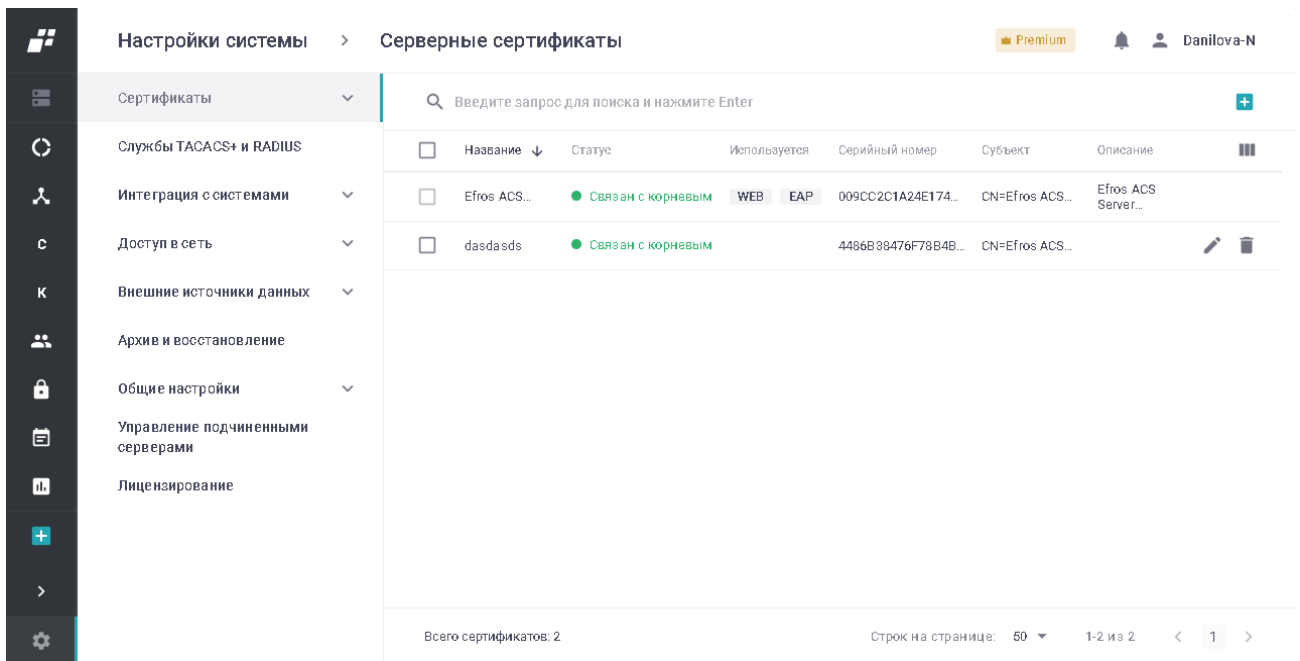 Настройки системы > Серверные сертификаты
Premium
Danilova-N
Сертификаты
Службы TACACS+ и RADIUS
Интеграция с системами
Доступ в сеть
Внешние источники данных
Архив и восстановление
Общие настройки
Управление подчиненными
серверами
Лицензирование
С
К
Введите запрос для поиска и нажмите Enter
Название Статус Используется Серийный номер Субъект Описание
Efros ACS... Связан с корневым WEB EAP 009CC2C1A24E174... CN=Efros ACS... Efros ACS
Server...
dasdasds Связан с корневым 4486B38476F78B4B... CN=Efros ACS...
Всего сертификатов: 2
Строк на странице: 50
1-2 из 2
< 1 >